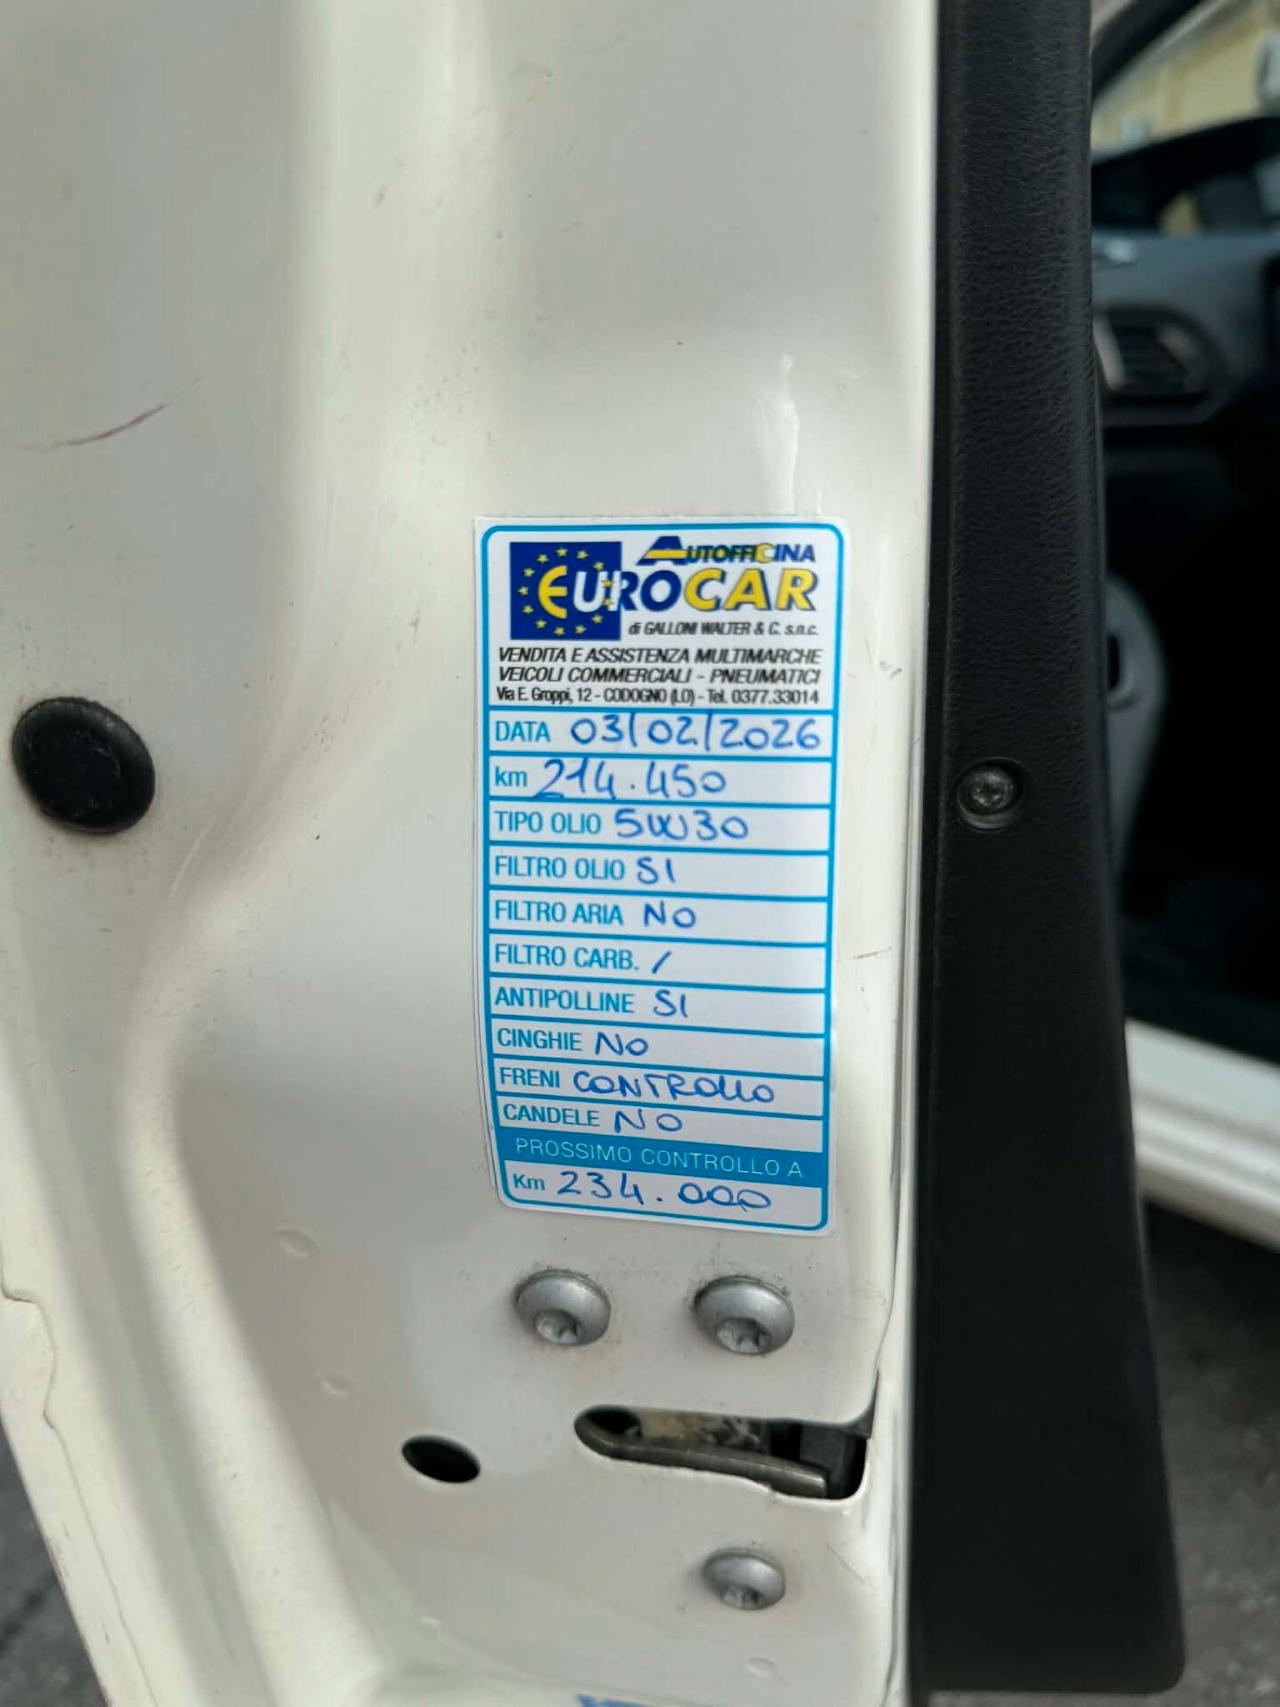 AUTOFFICINA
EUROCAR
di GALLONI WALTER & C. s.n.c.
VENDITA E ASSISTENZA MULTIMARCHE
VEICOLI COMMERCIALI - PNEUMATICI
Via E. Groppi, 12 - CODOGNO (LO) - Tel. 0377.33014
DATA 03/02/2026
km 214.450
TIPO OLIO 5W30
FILTRO OLIO SI
FILTRO ARIA NO
FILTRO CARB. /
ANTIPOLLINE SI
CINGHIE NO
FRENI CONTROLLO
CANDELE NO
PROSSIMO CONTROLLO A
Km 234.000